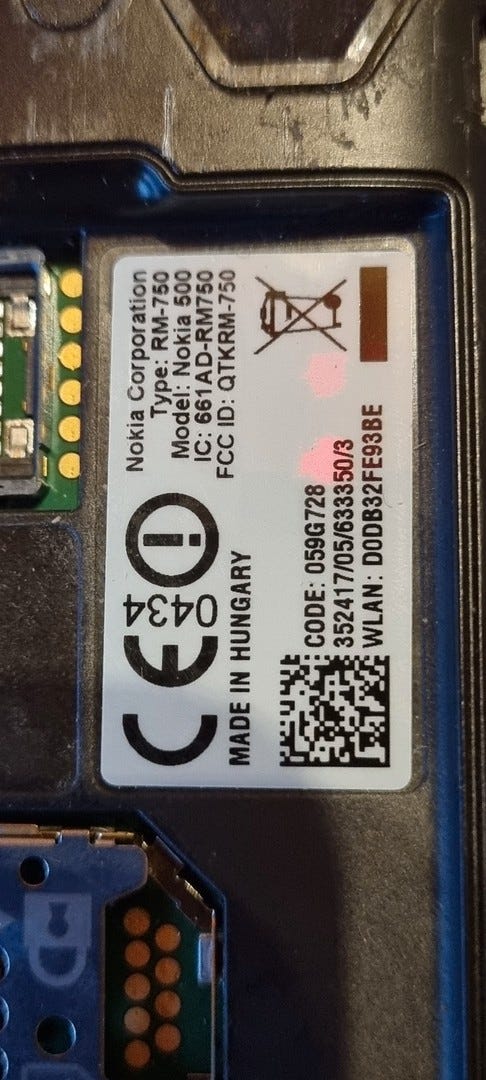 Nokia Corporation
Type: RM-750
Model: Nokia 500
IC: 661AD-RM750
FCC ID: QTKRM-750
CE 0434
MADE IN HUNGARY
CODE: 059G728
352417/05/633350/3
WLAN: D0DB32FE93BE